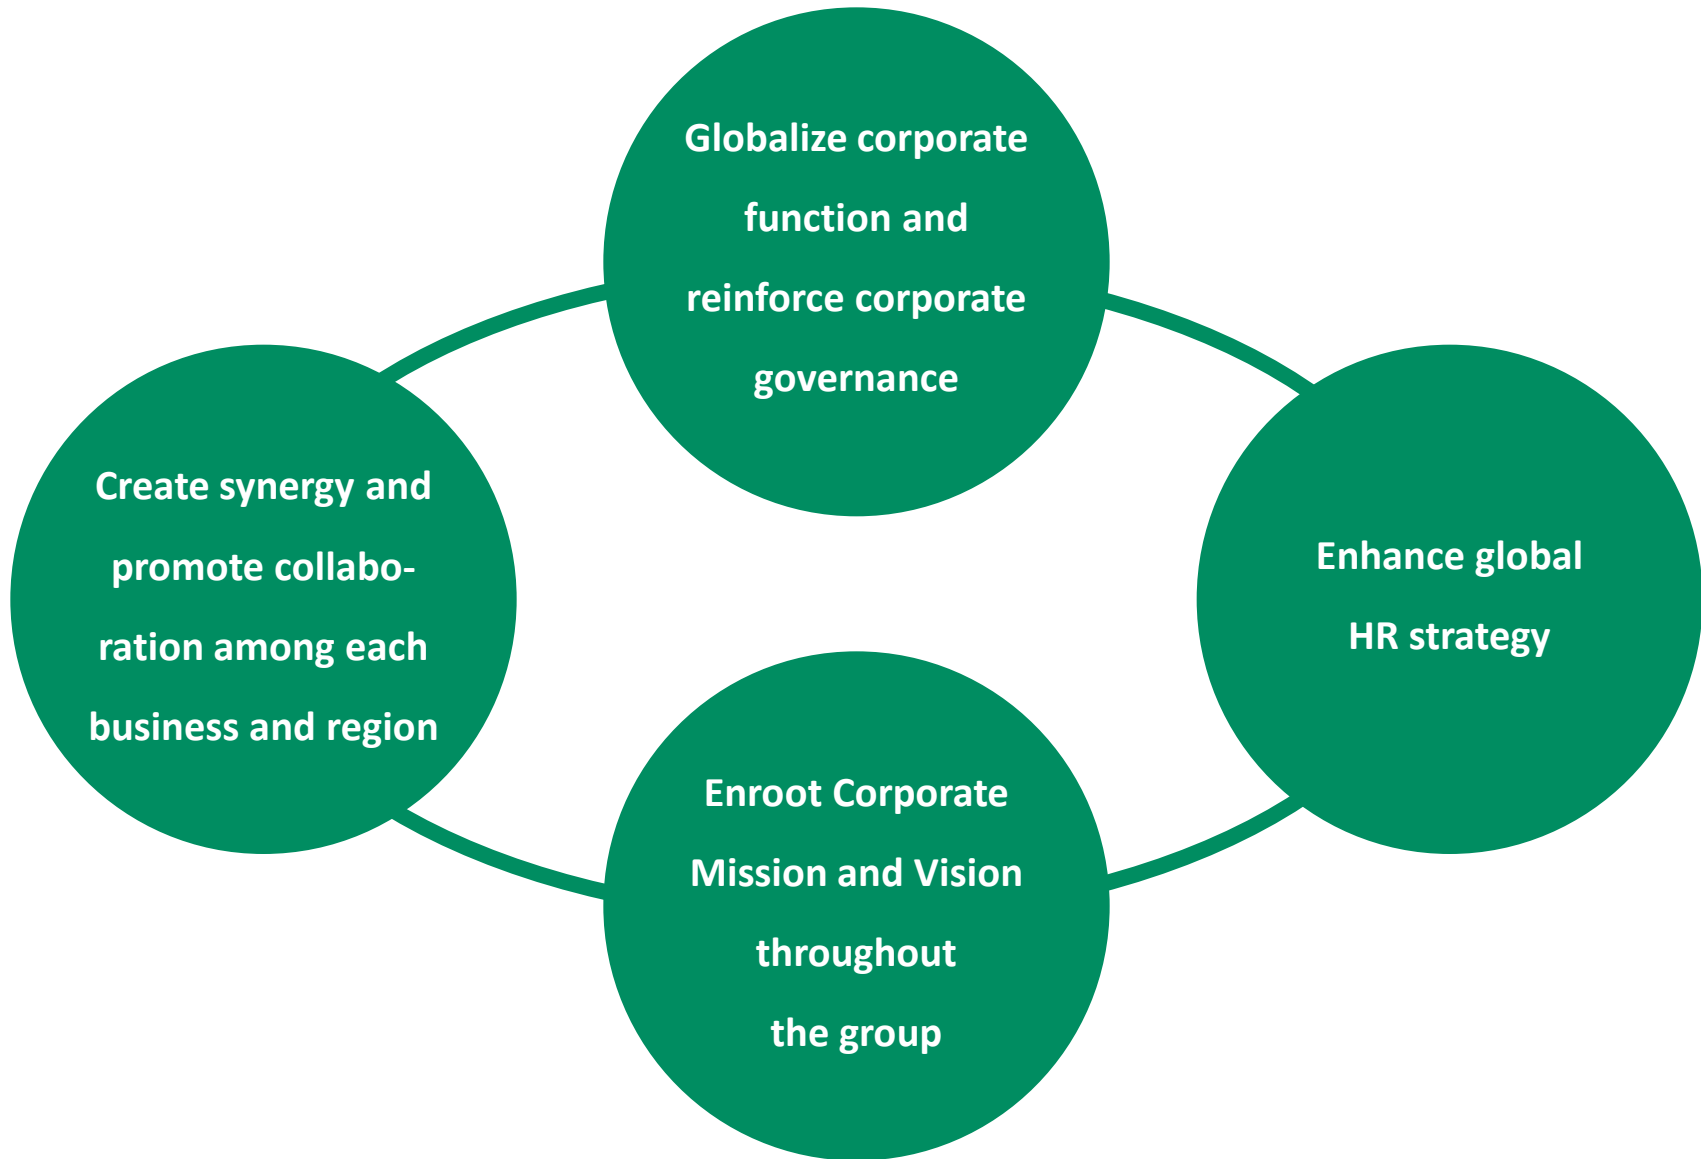 Globalize corporate
function and
reinforce corporate
governance
Create synergy and
promote collabo-
ration among each
business and region
Enhance global
HR strategy
Enroot Corporate
Mission and Vision
throughout
the group